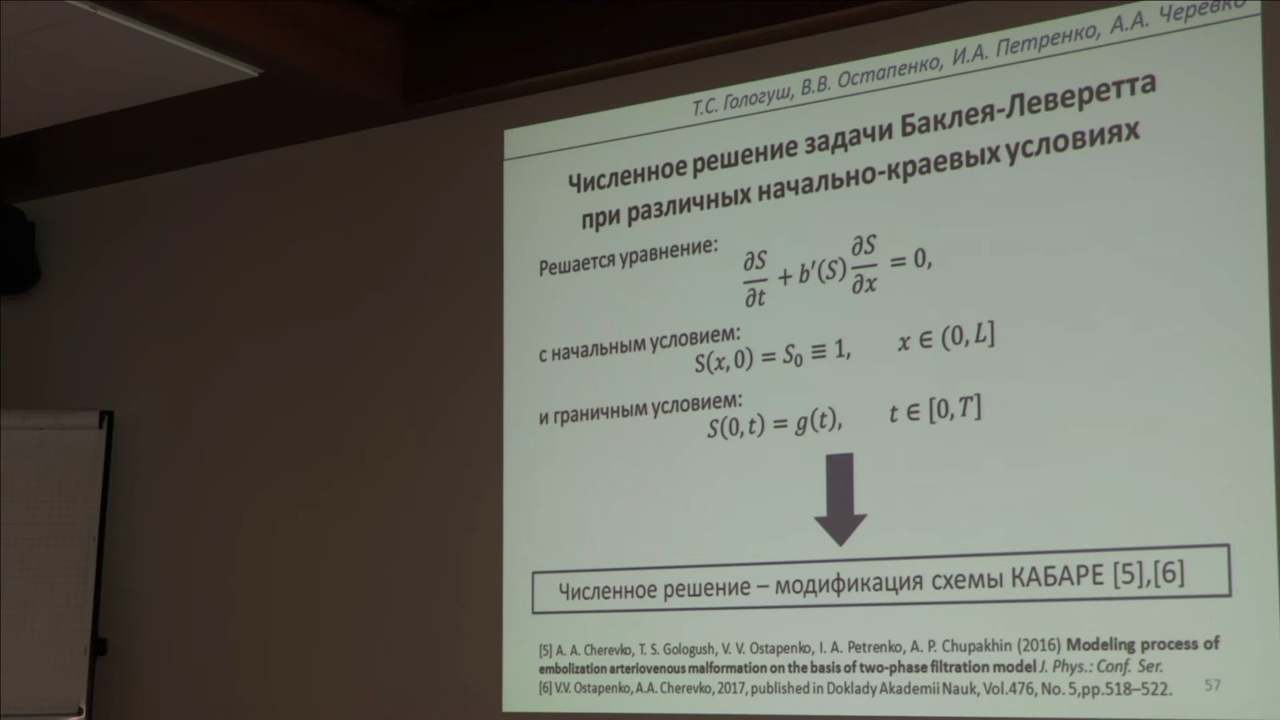 Т.С. Гологуш, В.В. Остапенко, И.А. Петренко, А.А. Черевко
Численное решение задачи Баклея-Леверетта
при различных начально-краевых условиях
Решается уравнение:
∂S/∂t + b′(S) ∂S/∂x = 0,
с начальным условием:
S(x, 0) = S₀ ≡ 1, x ∈ (0, L]
и граничным условием:
S(0, t) = g(t), t ∈ [0, T]
Численное решение – модификация схемы КАБАРЕ [5],[6]
[5] A. A. Cherevko, T. S. Gologush, V. V. Ostapenko, I. A. Petrenko, A. P. Chupakhin (2016) Modeling process of
embolization arteriovenous malformation on the basis of two-phase filtration model J. Phys.: Conf. Ser.
[6] V.V. Ostapenko, A.A. Cherevko, 2017, published in Doklady Akademii Nauk, Vol.476, No. 5,pp.518–522.
57